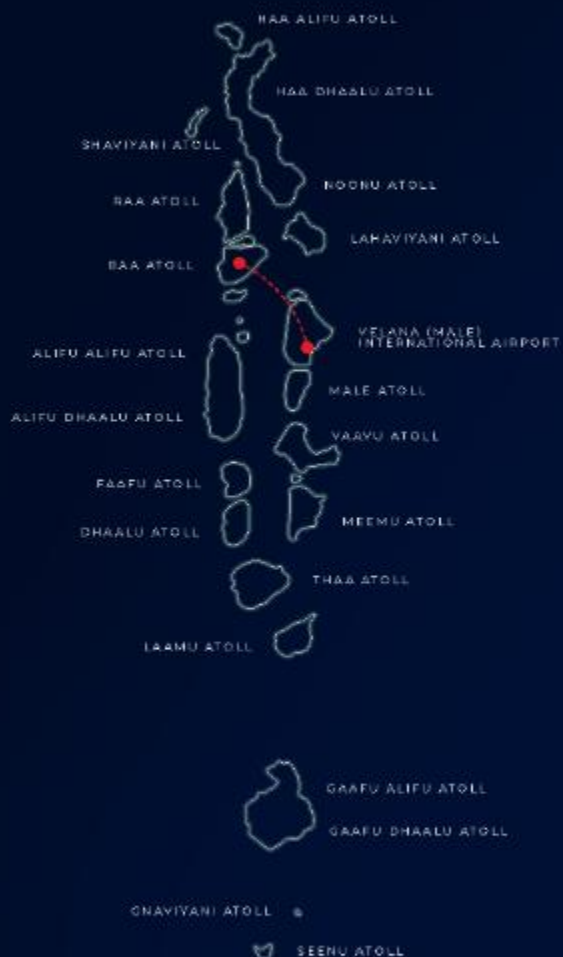 HAA ALIFU ATOLL
HAA DHAALU ATOLL
SHAVIYANI ATOLL
NOONU ATOLL
RAA ATOLL
LAHAVIYANI ATOLL
BAA ATOLL
VELANA (MALE)
INTERNATIONAL AIRPORT
ALIFU ALIFU ATOLL
MALE ATOLL
ALIFU DHAALU ATOLL
VAAVU ATOLL
FAAFU ATOLL
MEEMU ATOLL
DHAALU ATOLL
THAA ATOLL
LAAMU ATOLL
GAAFU ALIFU ATOLL
GAAFU DHAALU ATOLL
GNAVIYANI ATOLL
SEENU ATOLL